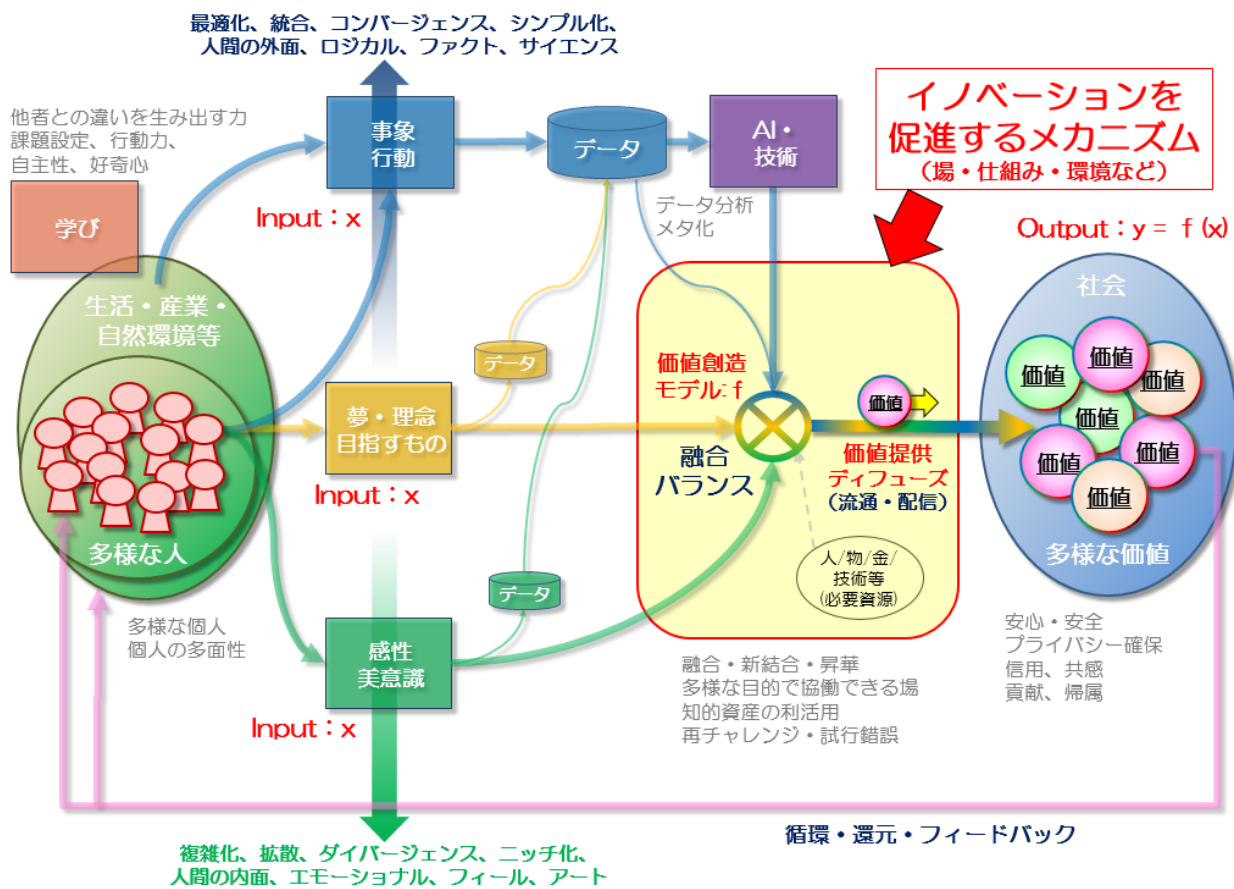 最適化、統合、コンバージェンス、シンプル化、
人間の外面、ロジカル、ファクト、サイエンス
他者との違いを生み出す力
課題設定、行動力、
自主性、好奇心
学び
事象
行動
Input：x
データ
AI・
技術
データ分析
メタ化
イノベーションを
促進するメカニズム
（場・仕組み・環境など）
Output：y = f (x)
生活・産業・
自然環境等
多様な人
多様な個人
個人の多面性
夢・理念
目指すもの
Input：x
データ
データ
感性
美意識
Input：x
価値創造
モデル: f
融合
バランス
価値
価値提供
ディフューズ
（流通・配信）
人/物/金/
技術等
(必要資源)
融合・新結合・昇華
多様な目的で協働できる場
知的資産の利活用
再チャレンジ・試行錯誤
社会
価値
価値
価値
価値
価値
価値
価値
多様な価値
安心・安全
プライバシー確保
信用、共感
貢献、帰属
循環・還元・フィードバック
複雑化、拡散、ダイバージェンス、ニッチ化、
人間の内面、エモーショナル、フィール、アート